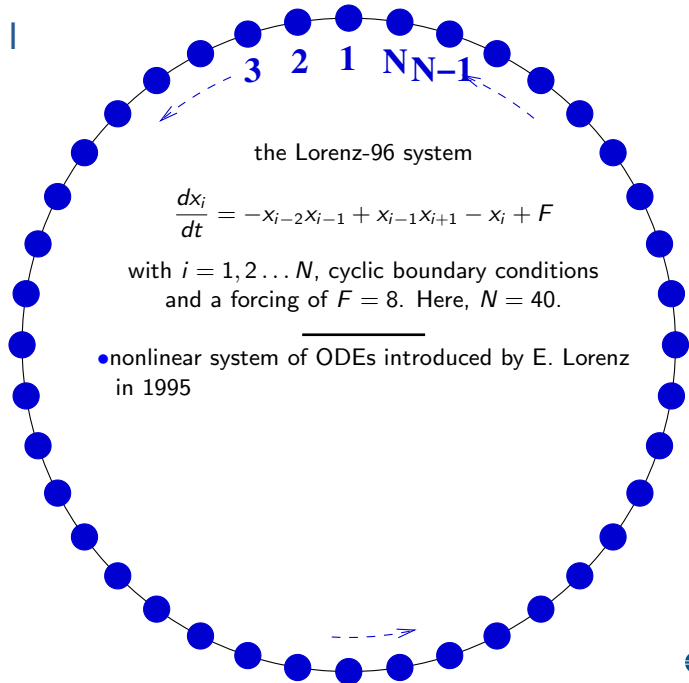 l
3 2 1 N N−1
the Lorenz-96 system
dx_i/dt = −x_{i−2}x_{i−1} + x_{i−1}x_{i+1} − x_i + F
with i = 1, 2 . . . N, cyclic boundary conditions
and a forcing of F = 8. Here, N = 40.
•nonlinear system of ODEs introduced by E. Lorenz
in 1995